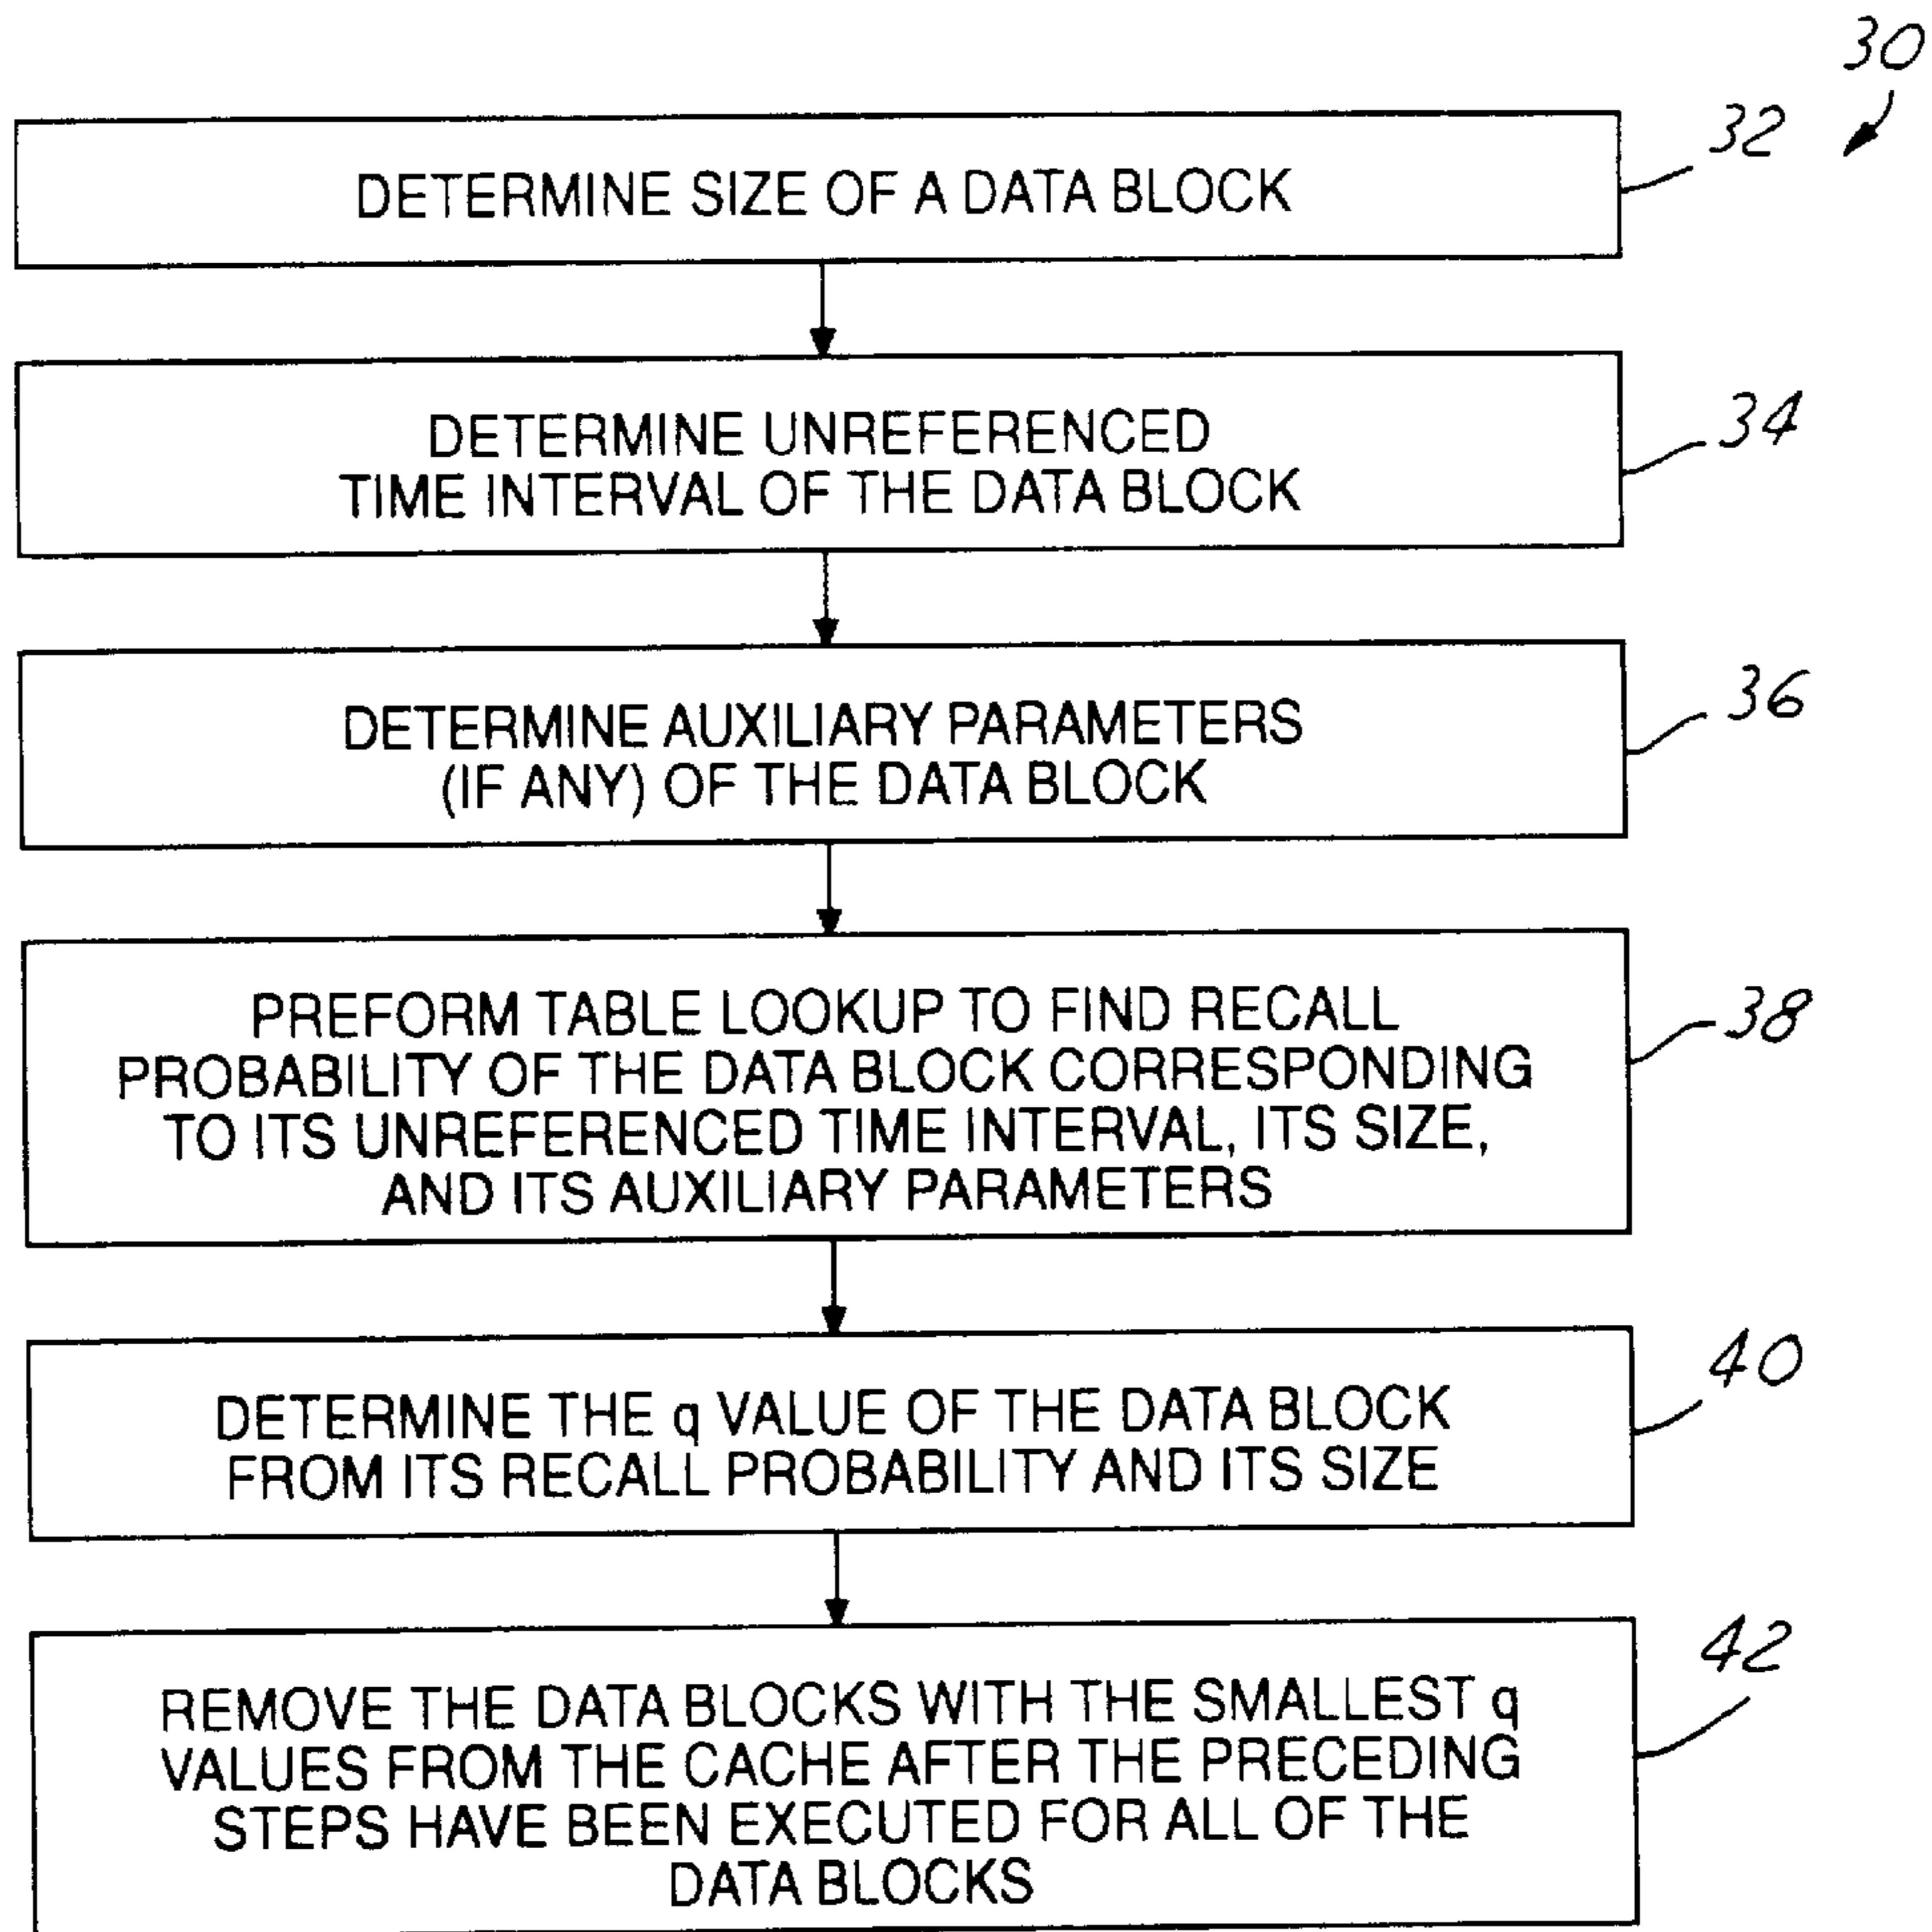 30
32
DETERMINE SIZE OF A DATA BLOCK
34
DETERMINE UNREFERENCED
TIME INTERVAL OF THE DATA BLOCK
36
DETERMINE AUXILIARY PARAMETERS
(IF ANY) OF THE DATA BLOCK
38
PREFORM TABLE LOOKUP TO FIND RECALL
PROBABILITY OF THE DATA BLOCK CORRESPONDING
TO ITS UNREFERENCED TIME INTERVAL, ITS SIZE,
AND ITS AUXILIARY PARAMETERS
40
DETERMINE THE q VALUE OF THE DATA BLOCK
FROM ITS RECALL PROBABILITY AND ITS SIZE
42
REMOVE THE DATA BLOCKS WITH THE SMALLEST q
VALUES FROM THE CACHE AFTER THE PRECEDING
STEPS HAVE BEEN EXECUTED FOR ALL OF THE
DATA BLOCKS